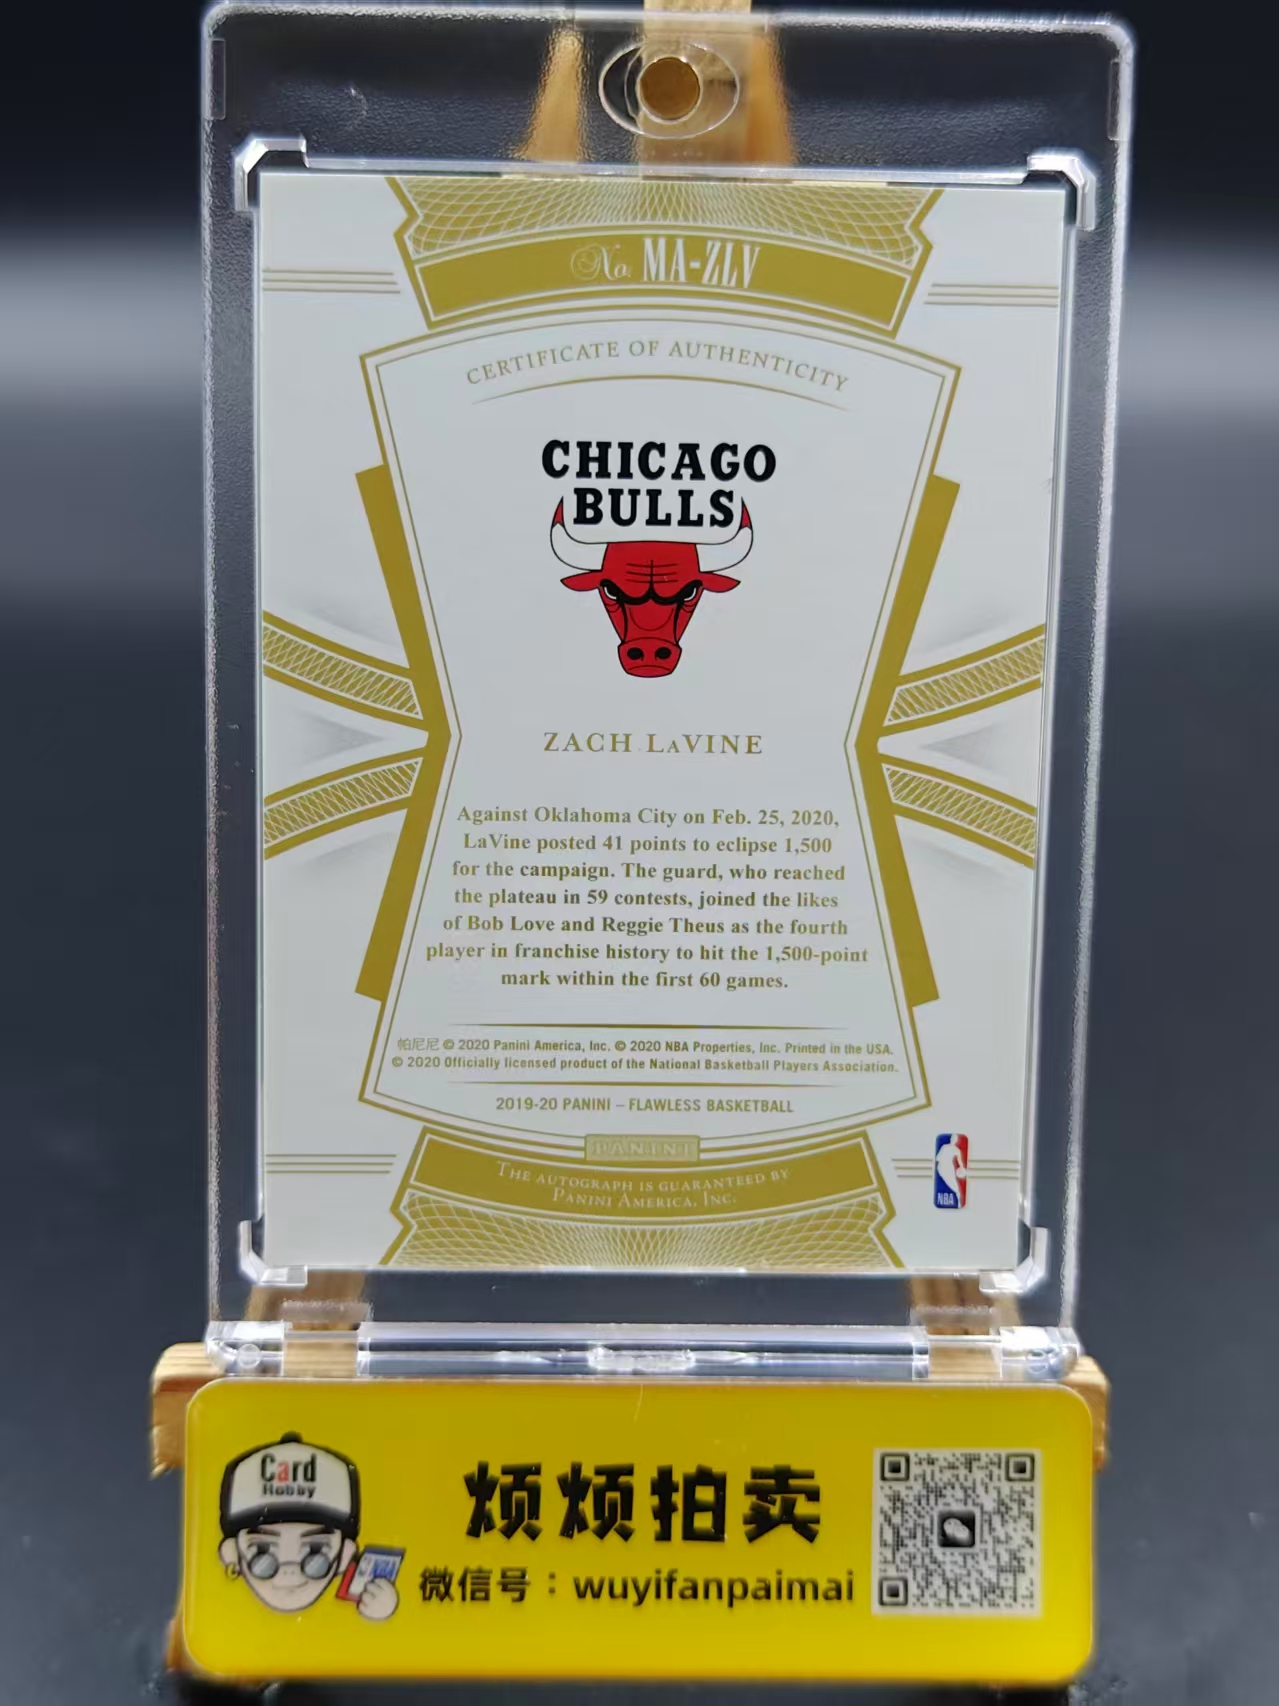 No. MA-ZLV
CERTIFICATE OF AUTHENTICITY
CHICAGO
BULLS
ZACH LaVINE
Against Oklahoma City on Feb. 25, 2020,
LaVine posted 41 points to eclipse 1,500
for the campaign. The guard, who reached
the plateau in 59 contests, joined the likes
of Bob Love and Reggie Theus as the fourth
player in franchise history to hit the 1,500-point
mark within the first 60 games.
帕尼尼 © 2020 Panini America, Inc. © 2020 NBA Properties, Inc. Printed in the USA.
© 2020 Officially licensed product of the National Basketball Players Association.
2019-20 PANINI – FLAWLESS BASKETBALL
PANINI
THE AUTOGRAPH IS GUARANTEED BY
PANINI AMERICA, INC.
NBA
Card
Hobby
NBA
烦烦拍卖
微信号：wuyifanpaimai